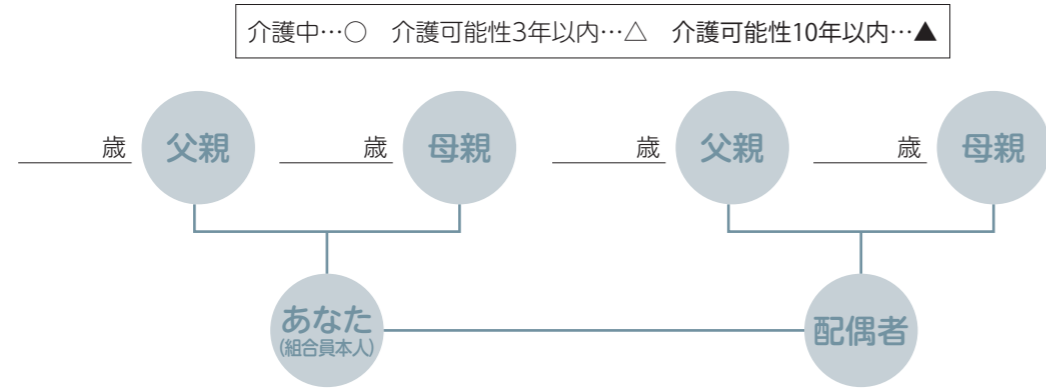 介護中…○　介護可能性3年以内…△　介護可能性10年以内…▲
歳 父親 歳 母親 歳 父親 歳 母親
あなた
(組合員本人)
配偶者